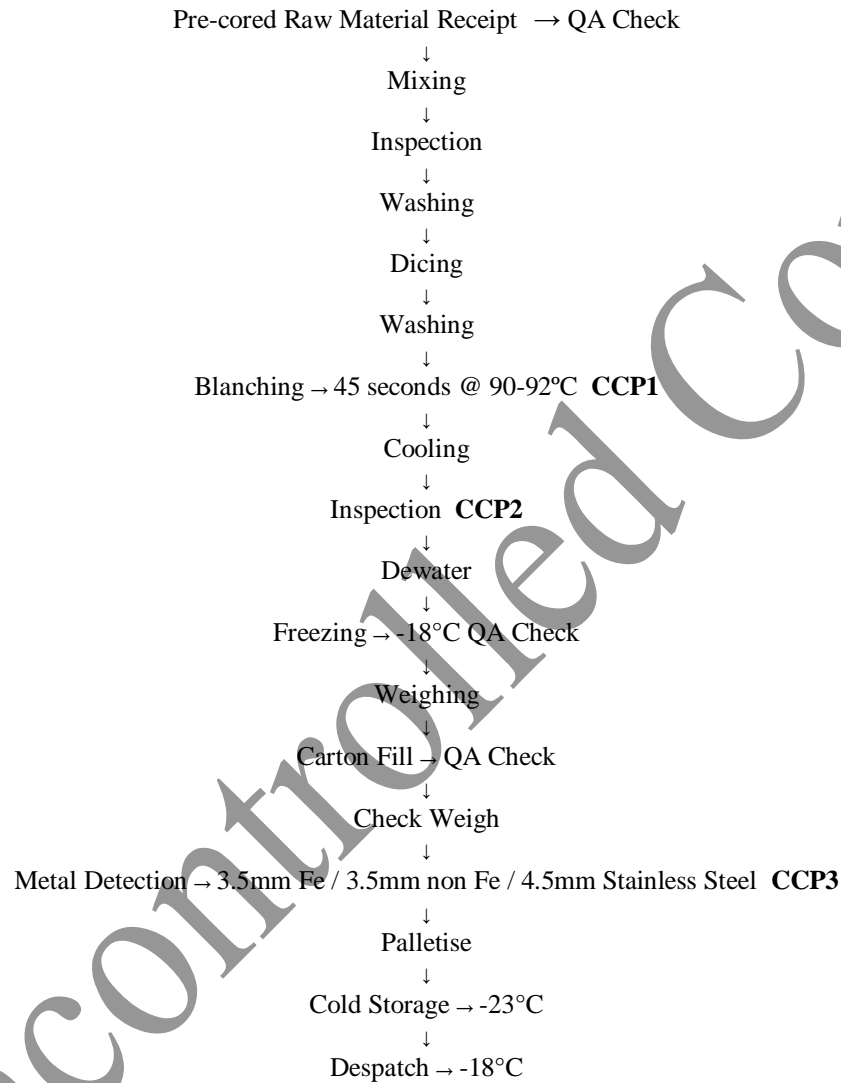 Pre-cored Raw Material Receipt → QA Check
↓
Mixing
↓
Inspection
↓
Washing
↓
Dicing
↓
Washing
↓
Blanching → 45 seconds @ 90-92ºC CCP1
↓
Cooling
↓
Inspection CCP2
↓
Dewater
↓
Freezing → -18°C QA Check
↓
Weighing
↓
Carton Fill → QA Check
↓
Check Weigh
↓
Metal Detection → 3.5mm Fe / 3.5mm non Fe / 4.5mm Stainless Steel CCP3
↓
Palletise
↓
Cold Storage → -23°C
↓
Despatch → -18°C